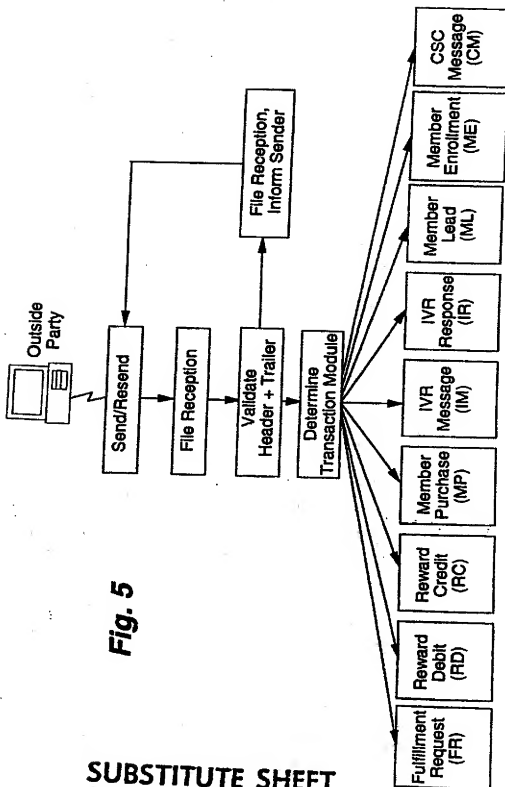 Outside
Party
Send/Resend
File Reception
Validate
Header + Trailer
File Reception,
Inform Sender
Determine
Transaction Module
Fulfillment
Request
(FR)
Reward
Debit
(RD)
Reward
Credit
(RC)
Member
Purchase
(MP)
IVR
Message
(IM)
IVR
Response
(IR)
Member
Lead
(ML)
Member
Enrollment
(ME)
CSC
Message
(CM)
Fig. 5
SUBSTITUTE SHEET